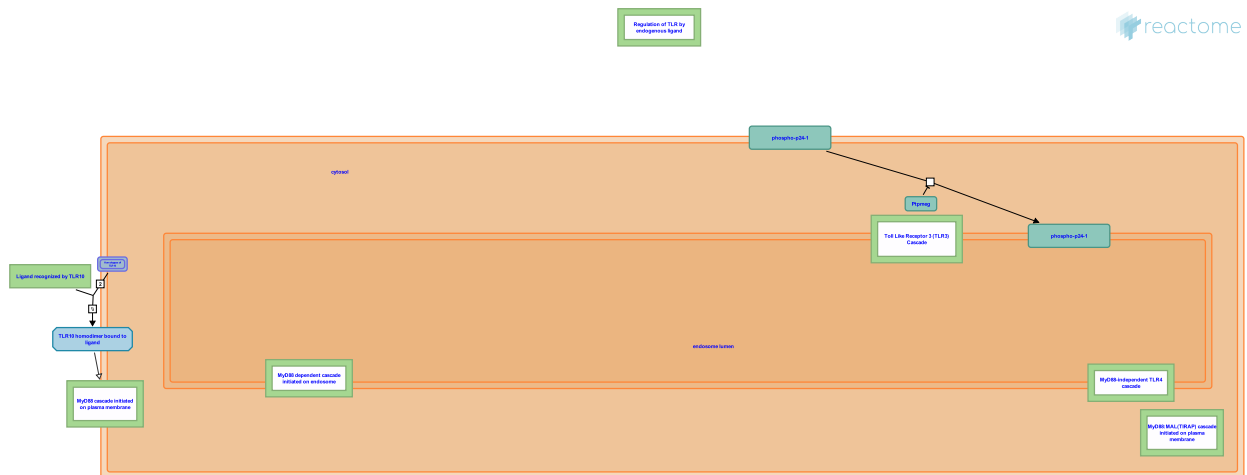 Regulation of TLR by
endogenous ligand
reactome
phospho-p24-1
cytosol
Ptpmeg
Toll Like Receptor 3 (TLR3)
Cascade
phospho-p24-1
Ligand recognized by TLR10
2
TLR10 homodimer bound to
ligand
endosome lumen
MyD88 dependent cascade
initiated on endosome
MyD88-independent TLR4
cascade
MyD88 cascade initiated
on plasma membrane
MyD88:MAL(TIRAP) cascade
initiated on plasma
membrane